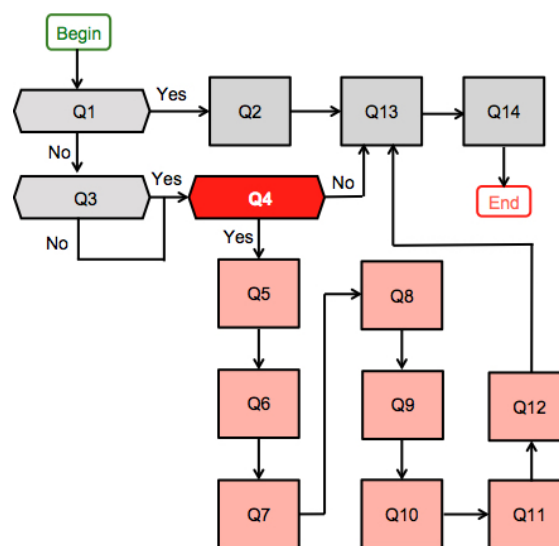 Begin
Yes
Q1
Q2
Q13
Q14
No
Yes
No
Q3
Q4
End
No
Yes
Q5
Q8
Q6
Q9
Q12
Q7
Q10
Q11